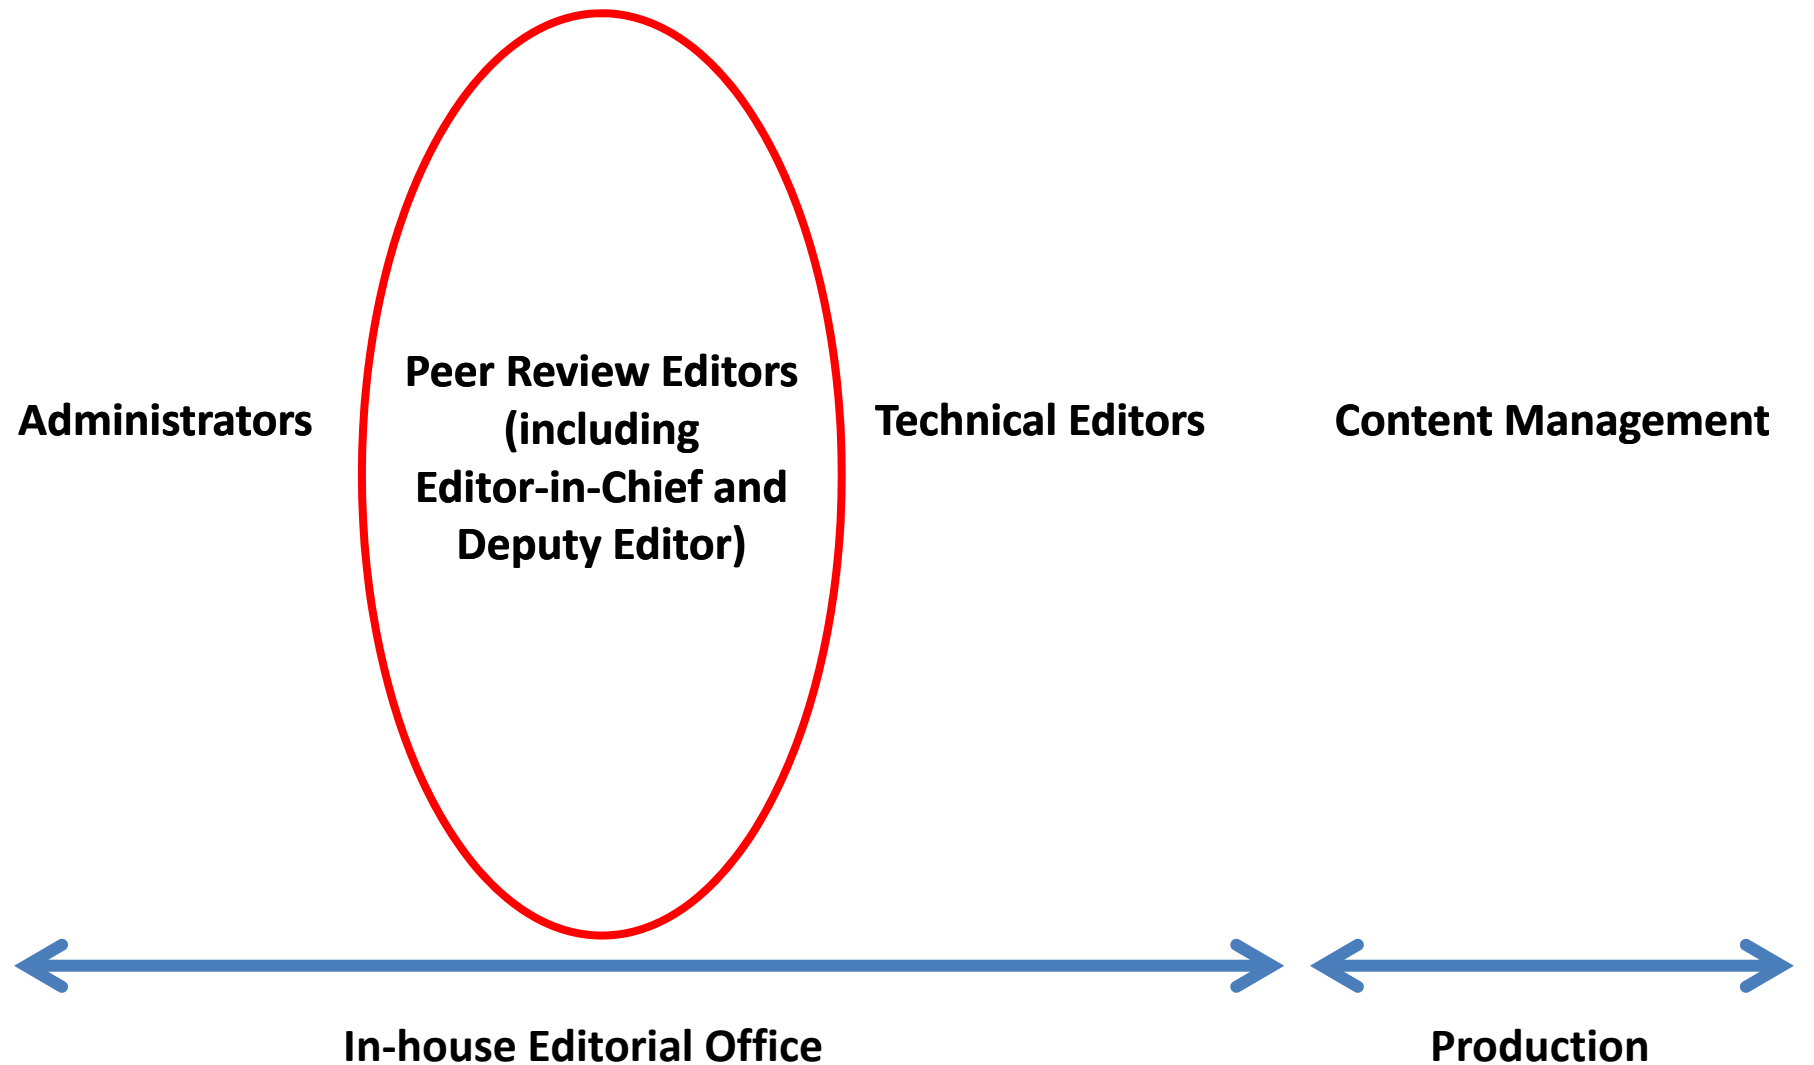 Administrators
Peer Review Editors
(including
Editor-in-Chief and
Deputy Editor)
Technical Editors
Content Management
In-house Editorial Office
Production